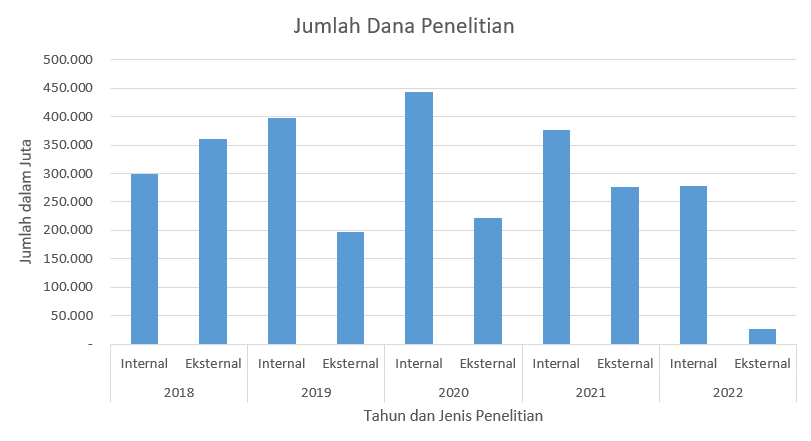 Jumlah Dana Penelitian
500.000
450.000
400.000
350.000
300.000
250.000
200.000
150.000
100.000
50.000
-
Jumlah dalam Juta
Internal Eksternal Internal Eksternal Internal Eksternal Internal Eksternal Internal Eksternal
2018 2019 2020 2021 2022
Tahun dan Jenis Penelitian